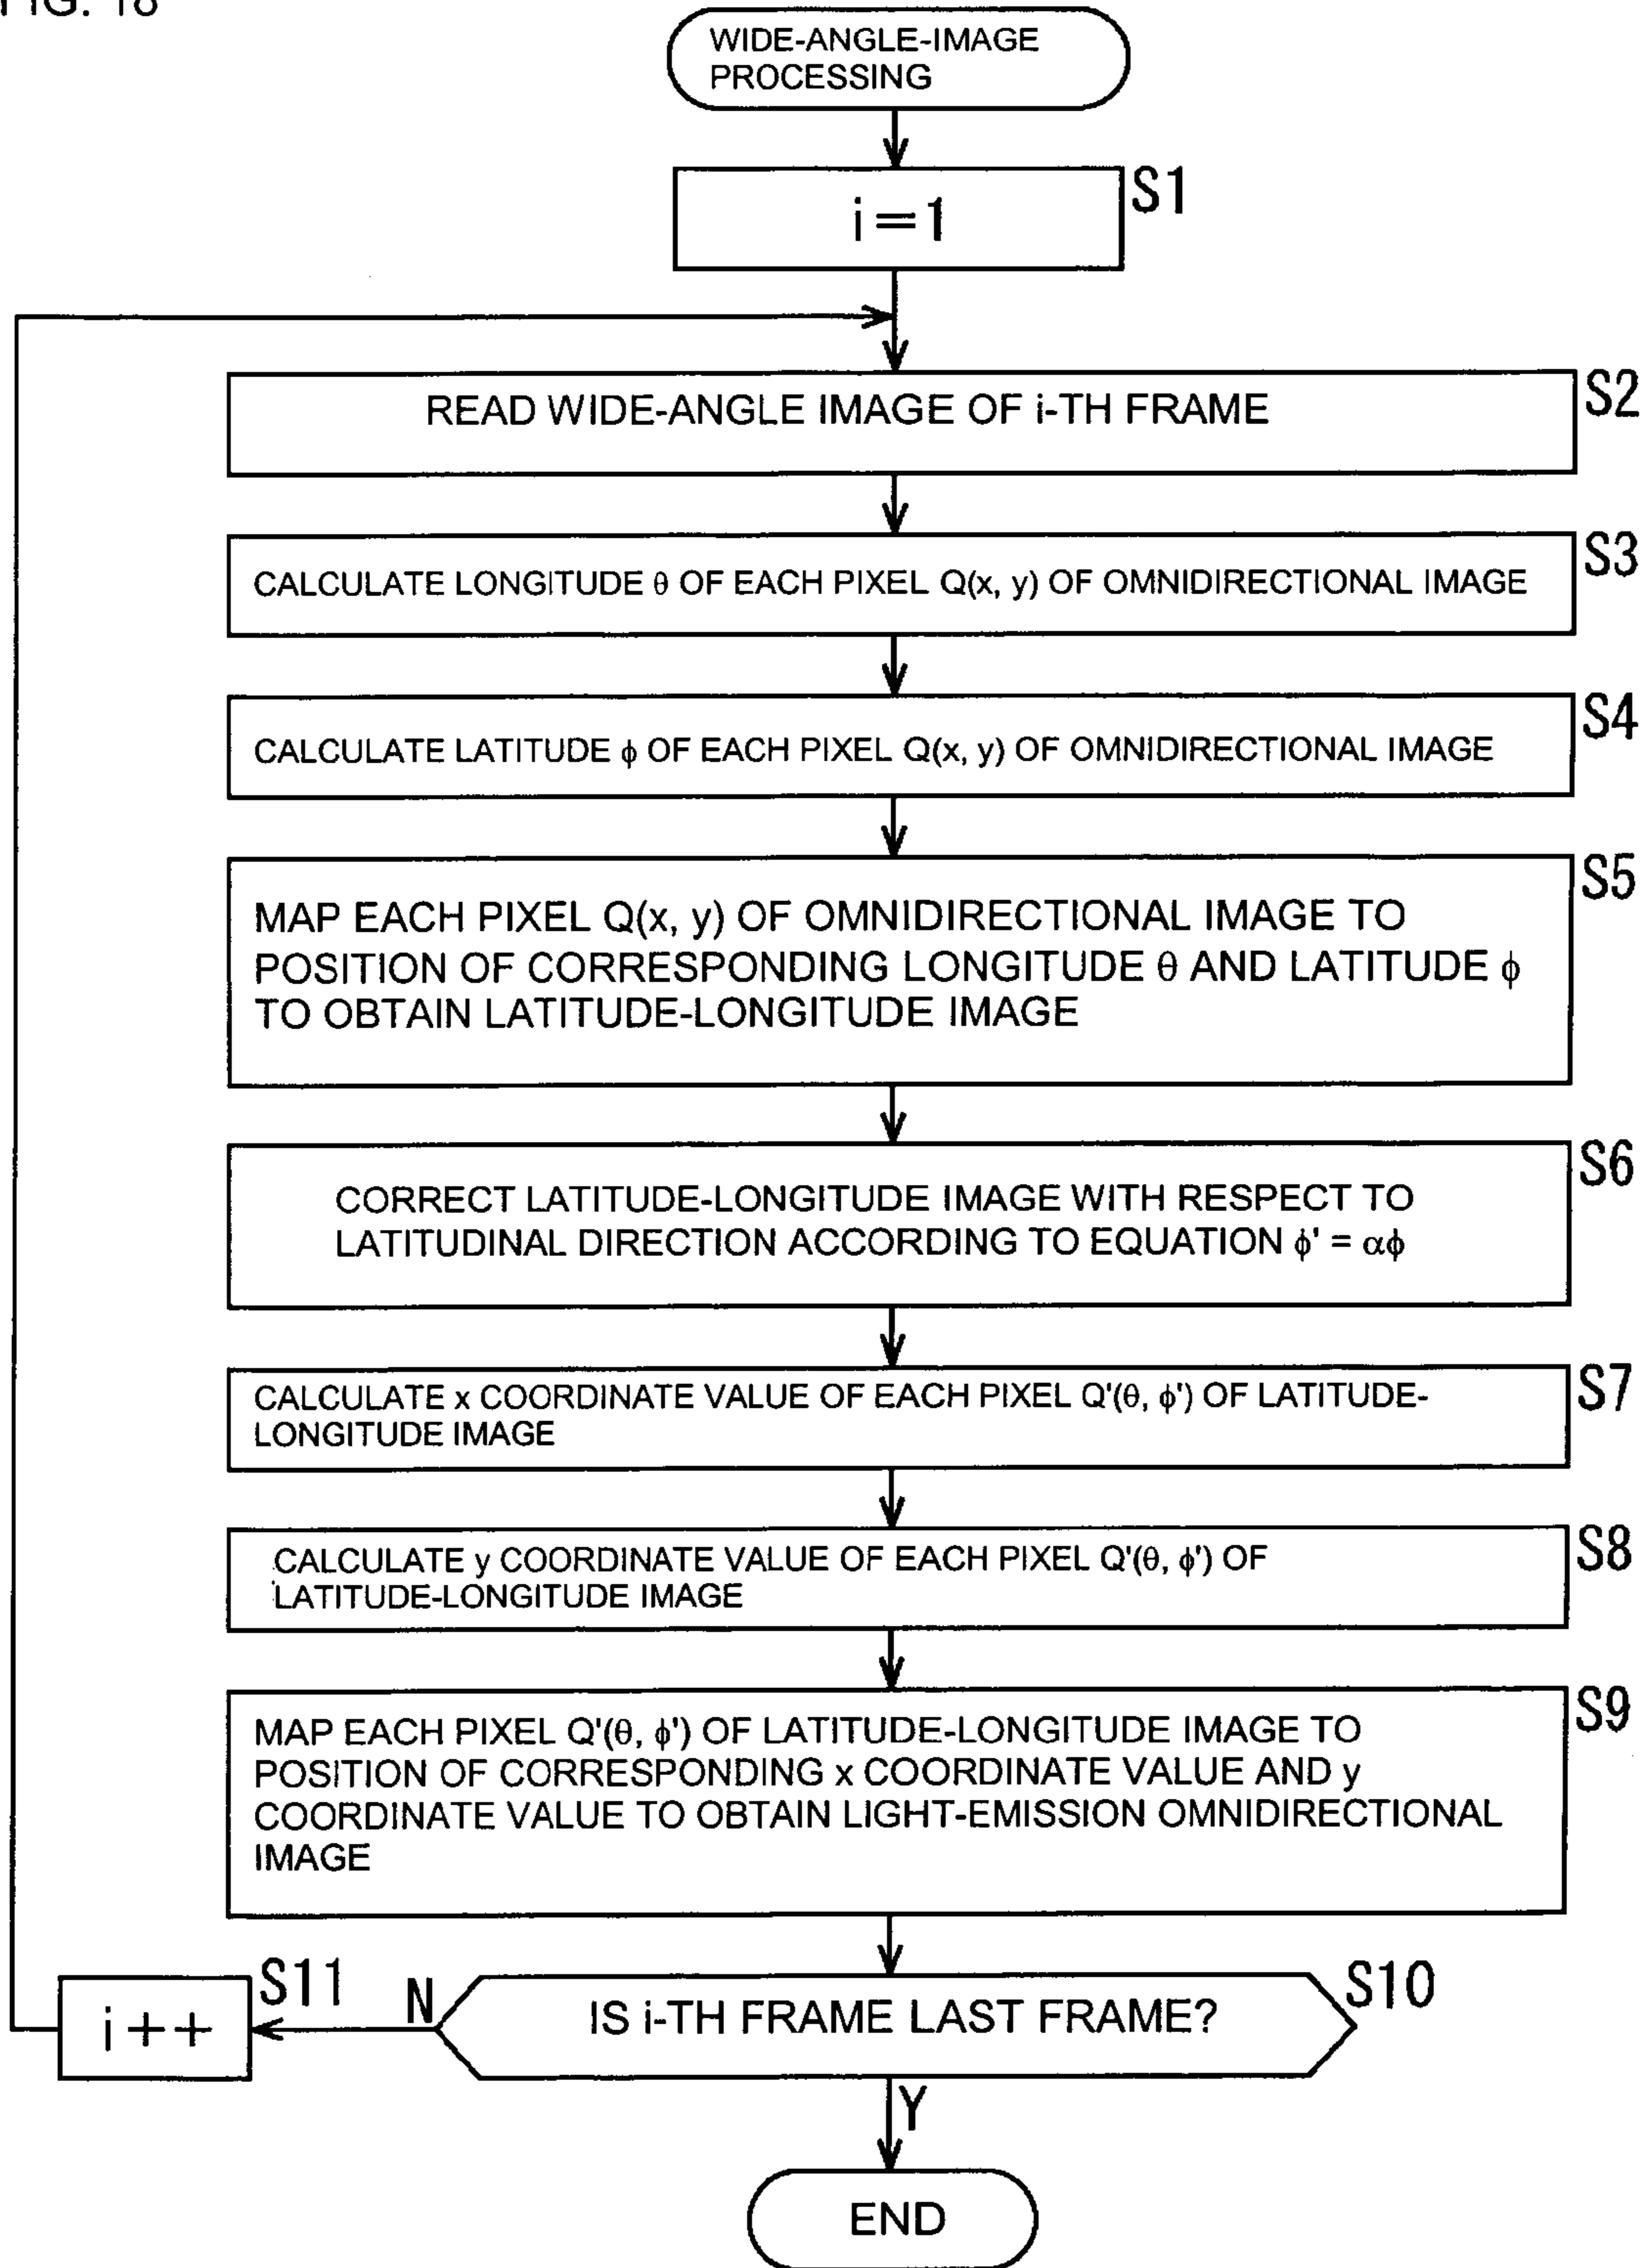 FIG. 18
WIDE-ANGLE-IMAGE
PROCESSING
S1
i=1
S2
READ WIDE-ANGLE IMAGE OF i-TH FRAME
S3
CALCULATE LONGITUDE θ OF EACH PIXEL Q(x, y) OF OMNIDIRECTIONAL IMAGE
S4
CALCULATE LATITUDE ϕ OF EACH PIXEL Q(x, y) OF OMNIDIRECTIONAL IMAGE
S5
MAP EACH PIXEL Q(x, y) OF OMNIDIRECTIONAL IMAGE TO
POSITION OF CORRESPONDING LONGITUDE θ AND LATITUDE ϕ
TO OBTAIN LATITUDE-LONGITUDE IMAGE
S6
CORRECT LATITUDE-LONGITUDE IMAGE WITH RESPECT TO
LATITUDINAL DIRECTION ACCORDING TO EQUATION ϕ' = αϕ
S7
CALCULATE x COORDINATE VALUE OF EACH PIXEL Q'(θ, ϕ') OF LATITUDE-
LONGITUDE IMAGE
S8
CALCULATE y COORDINATE VALUE OF EACH PIXEL Q'(θ, ϕ') OF
LATITUDE-LONGITUDE IMAGE
S9
MAP EACH PIXEL Q'(θ, ϕ') OF LATITUDE-LONGITUDE IMAGE TO
POSITION OF CORRESPONDING x COORDINATE VALUE AND y
COORDINATE VALUE TO OBTAIN LIGHT-EMISSION OMNIDIRECTIONAL
IMAGE
S10
IS i-TH FRAME LAST FRAME?
N
S11
i++
Y
END